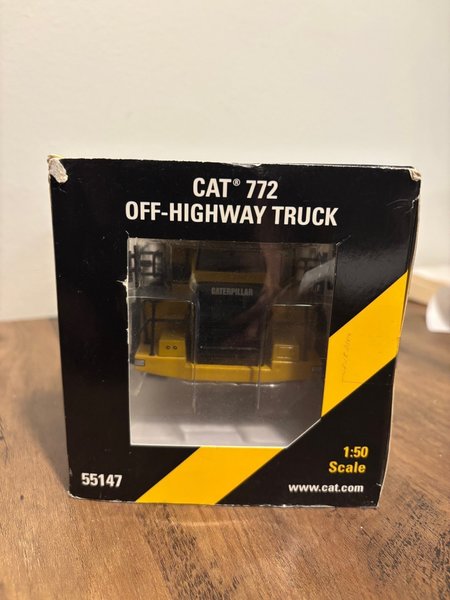 CAT® 772
OFF-HIGHWAY TRUCK
CATERPILLAR
1:50
Scale
55147
www.cat.com